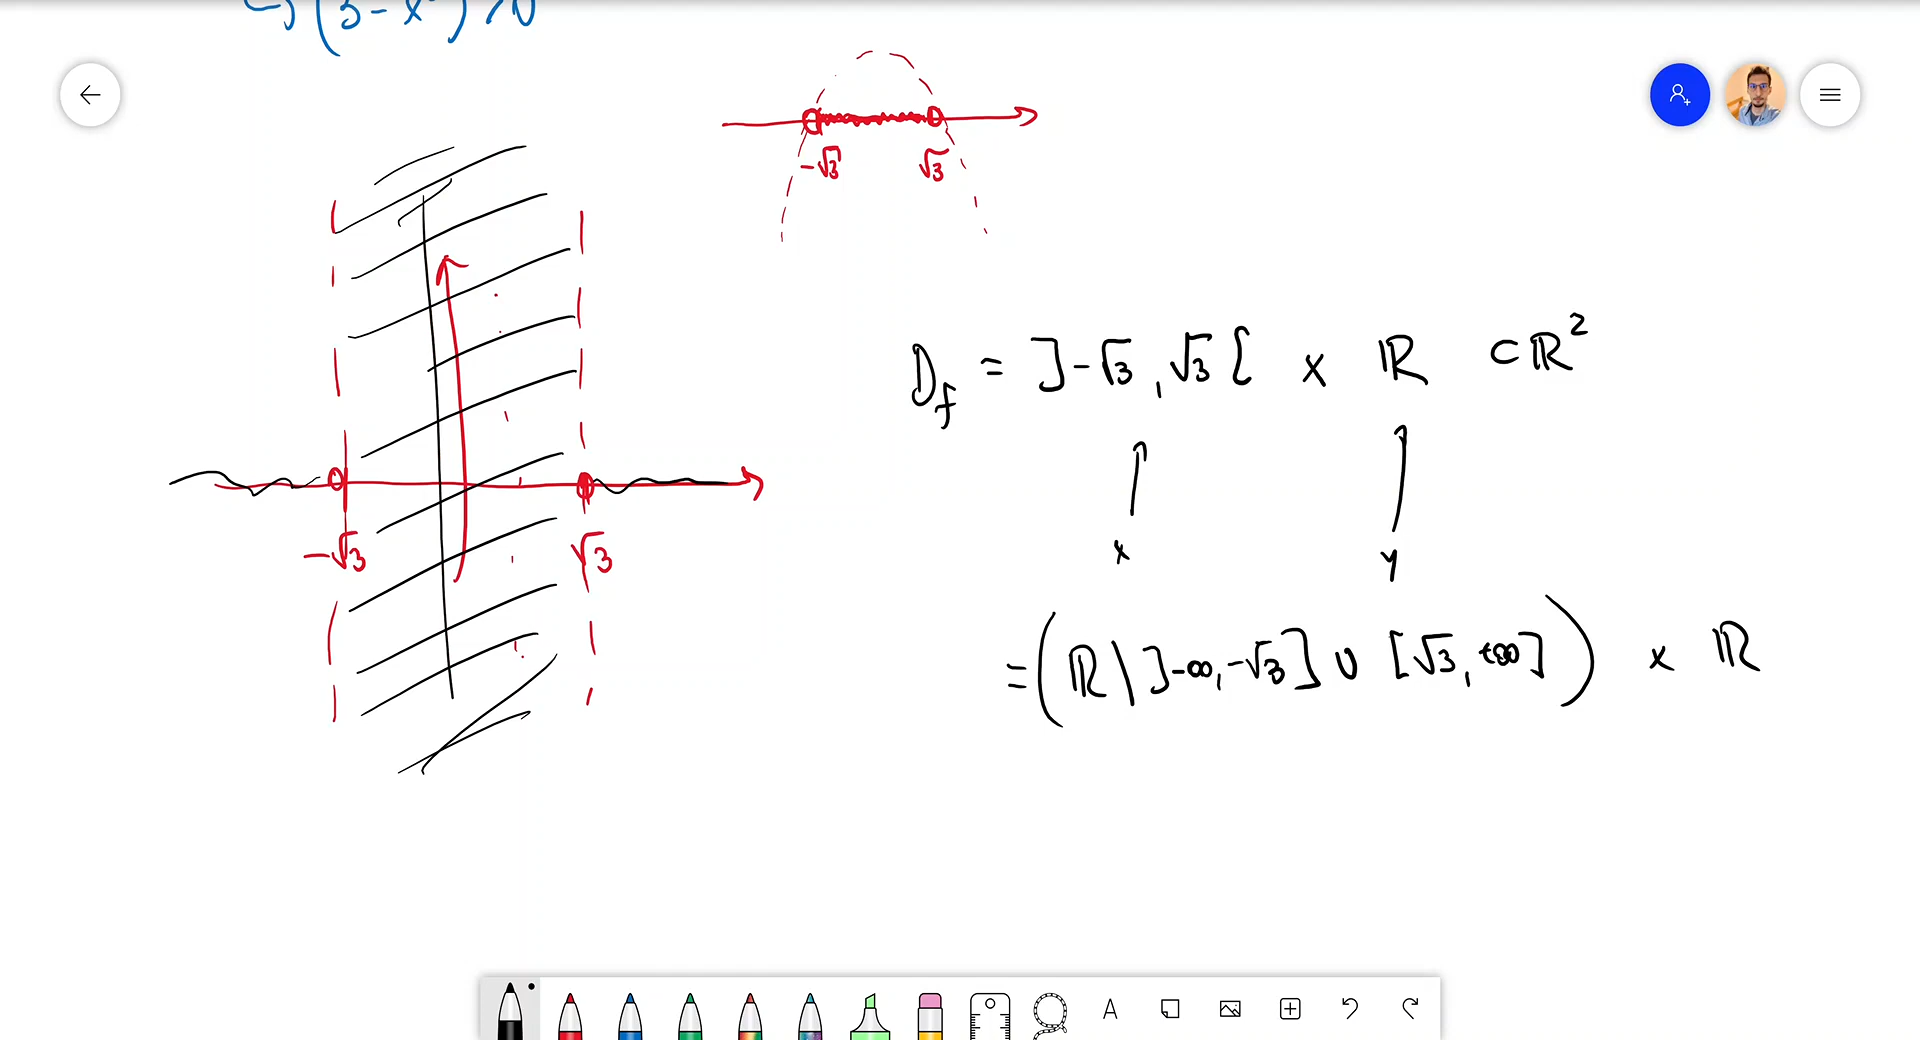 (3-x²)>0
-√3 √3
-√3 √3
D_f = ]-√3,√3[ × ℝ ⊂ℝ²
x y
=(ℝ\]-∞,-√3]∪[√3,+∞]) × ℝ
A